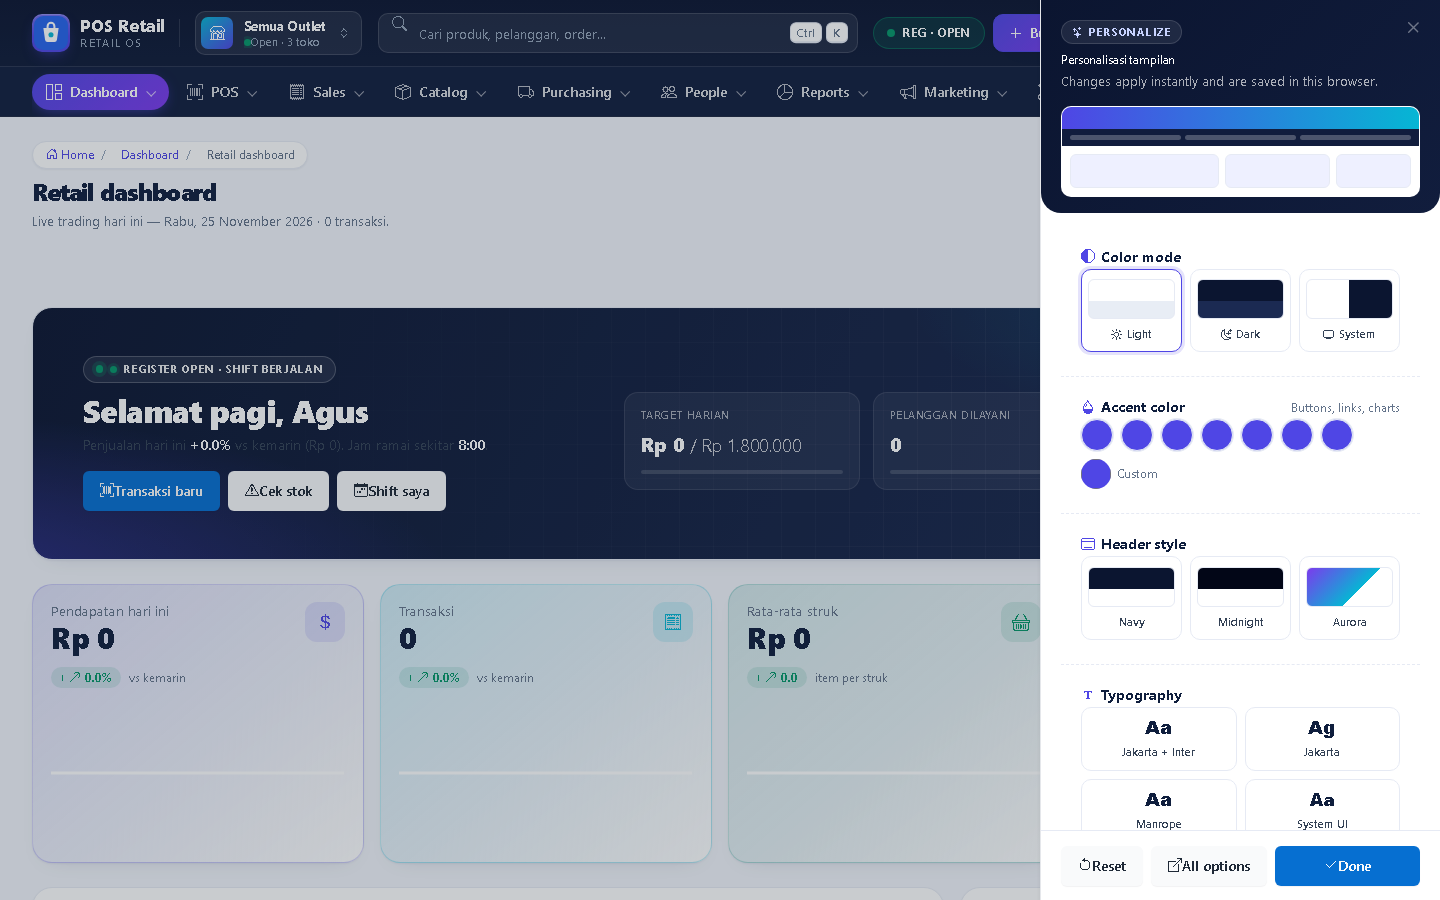 POS Retail
RETAIL OS
Semua Outlet
Open · 3 toko
Cari produk, pelanggan, order...
Ctrl K
REG · OPEN
Dashboard
POS
Sales
Catalog
Purchasing
People
Reports
Marketing
Home / Dashboard / Retail dashboard
Retail dashboard
Live trading hari ini — Rabu, 25 November 2026 · 0 transaksi.
REGISTER OPEN · SHIFT BERJALAN
Selamat pagi, Agus
Penjualan hari ini +0.0% vs kemarin (Rp 0). Jam ramai sekitar 8:00
Transaksi baru
Cek stok
Shift saya
TARGET HARIAN
Rp 0 / Rp 1.800.000
PELANGGAN DILAYANI
0
Pendapatan hari ini
Rp 0
0.0% vs kemarin
Transaksi
0
0.0% vs kemarin
Rata-rata struk
Rp 0
0.0 item per struk
PERSONALIZE
Personalisasi tampilan
Changes apply instantly and are saved in this browser.
Color mode
Light
Dark
System
Accent color
Buttons, links, charts
Custom
Header style
Navy
Midnight
Aurora
Typography
Aa
Jakarta + Inter
Ag
Jakarta
Aa
Manrope
Aa
System UI
Reset
All options
Done